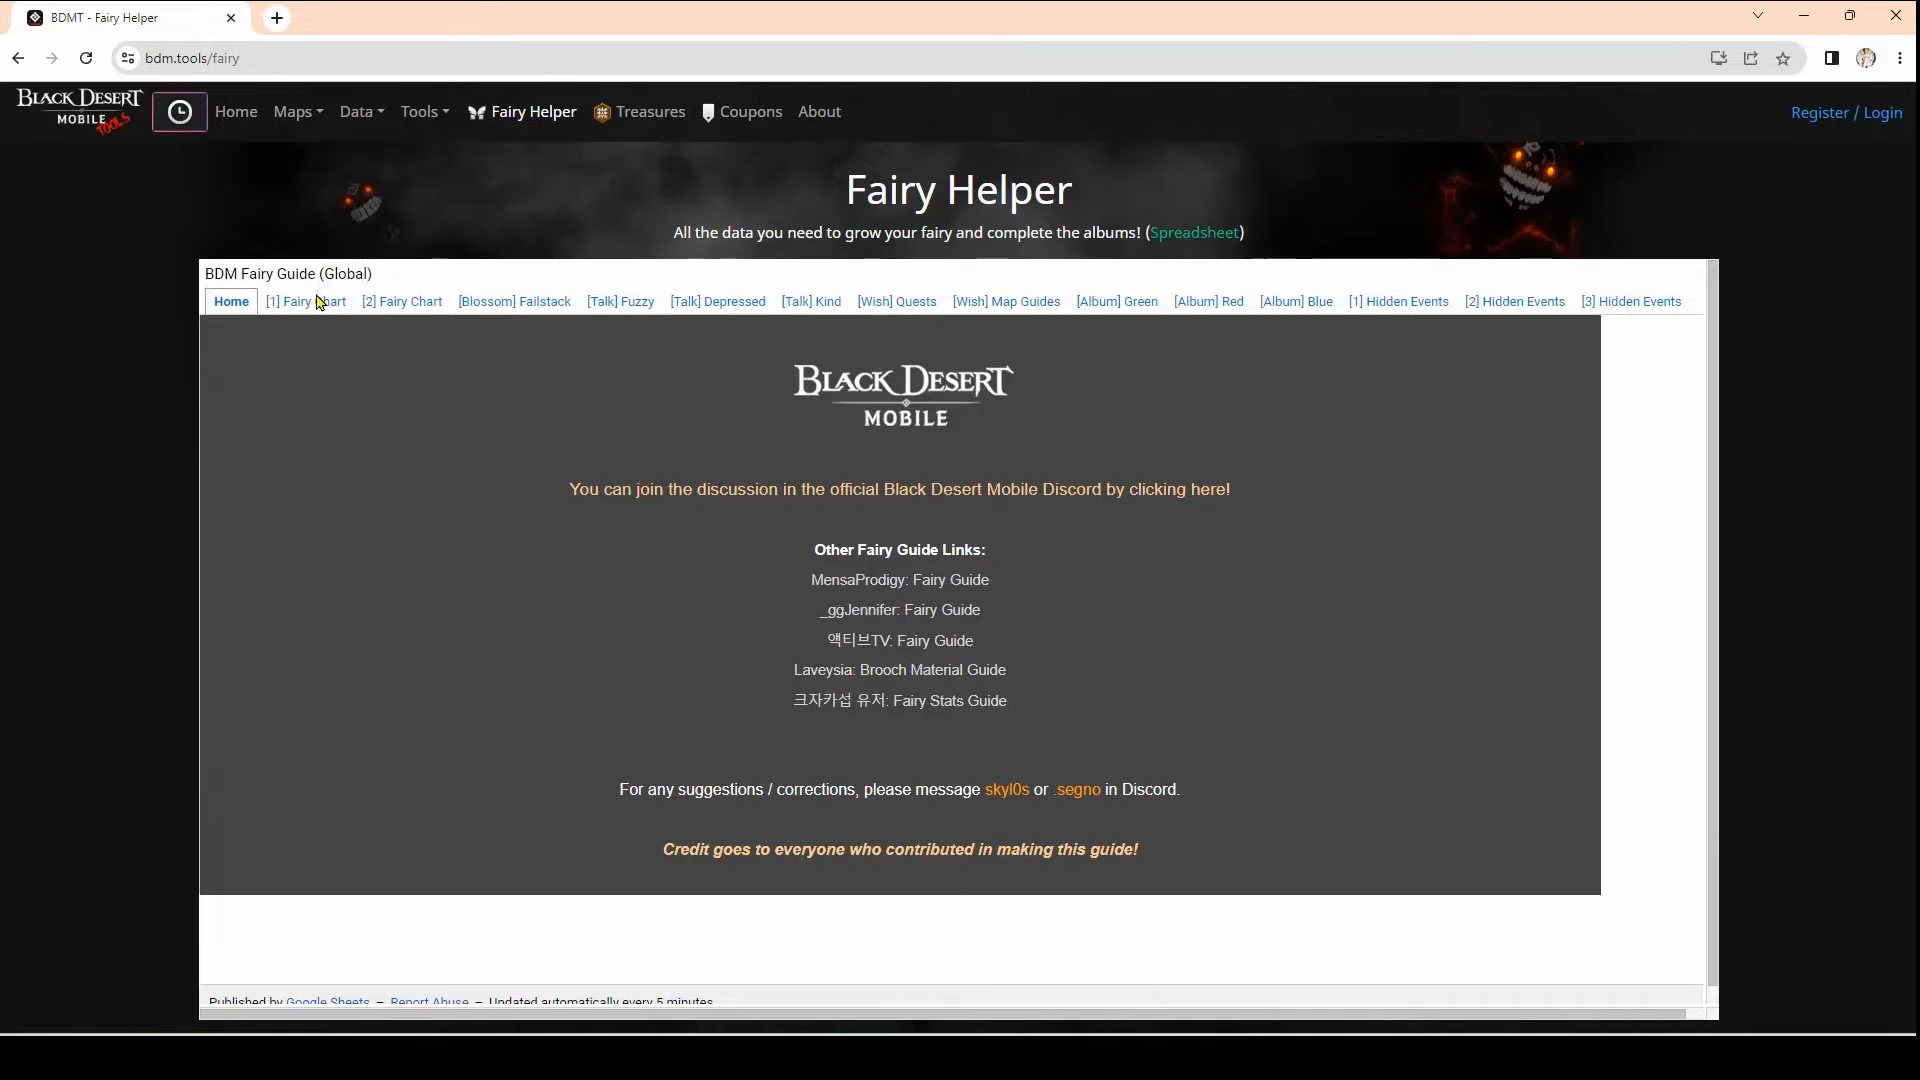 BDMT - Fairy Helper
bdm.tools/fairy
BLACK DESERT
MOBILE
TOOLS
Home Maps Data Tools Fairy Helper Treasures Coupons About
Register / Login
Fairy Helper
All the data you need to grow your fairy and complete the albums! (Spreadsheet)
BDM Fairy Guide (Global)
Home [1] Fairy Chart [2] Fairy Chart [Blossom] Failstack [Talk] Fuzzy [Talk] Depressed [Talk] Kind [Wish] Quests [Wish] Map Guides [Album] Green [Album] Red [Album] Blue [1] Hidden Events [2] Hidden Events [3] Hidden Events
BLACK DESERT
MOBILE
You can join the discussion in the official Black Desert Mobile Discord by clicking here!
Other Fairy Guide Links:
MensaProdigy: Fairy Guide
_ggJennifer: Fairy Guide
액티브TV: Fairy Guide
Laveysia: Brooch Material Guide
크자카섭 유저: Fairy Stats Guide
For any suggestions / corrections, please message skyl0s or .segno in Discord.
Credit goes to everyone who contributed in making this guide!
Published by Google Sheets – Report Abuse – Updated automatically every 5 minutes